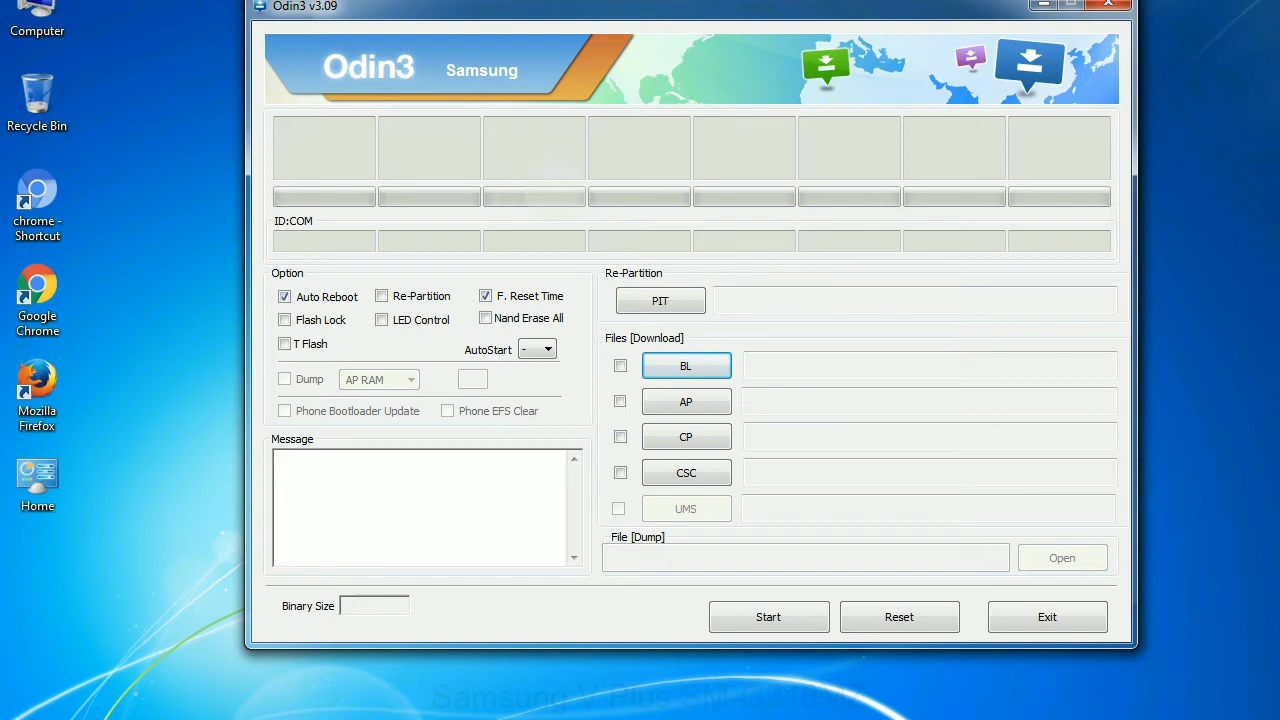 Odin3 v3.09
Computer
Recycle Bin
chrome -
Shortcut
Google
Chrome
Mozilla
Firefox
Home
Odin3
Samsung
ID:COM
Option
Auto Reboot
Re-Partition
F. Reset Time
Flash Lock
LED Control
Nand Erase All
T Flash
AutoStart
-
Dump
AP RAM
Phone Bootloader Update
Phone EFS Clear
Message
Re-Partition
PIT
Files [Download]
BL
AP
CP
CSC
UMS
File [Dump]
Open
Binary Size
Start
Reset
Exit
Samsung V Plus